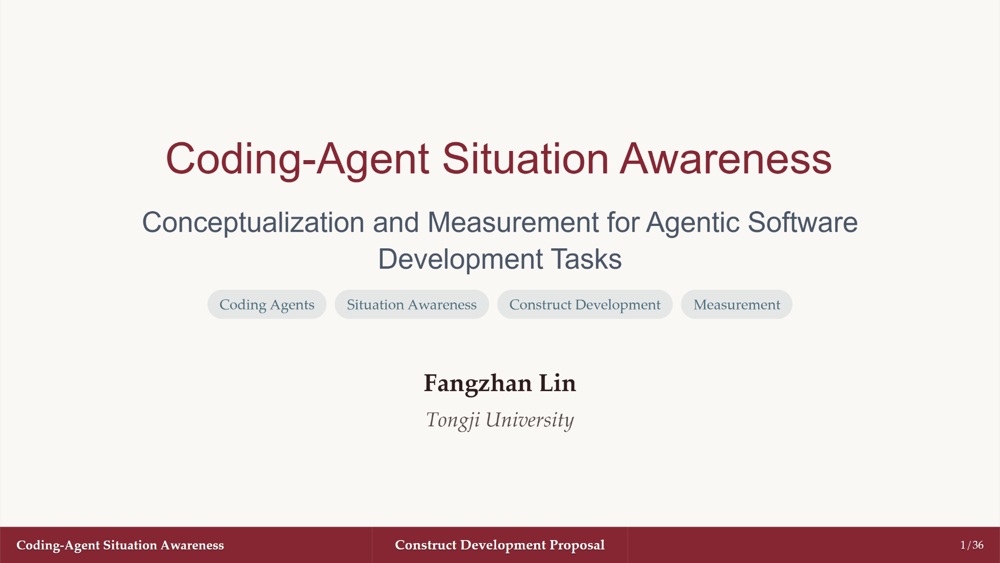 Coding-Agent Situation Awareness
Conceptualization and Measurement for Agentic Software
Development Tasks
Coding Agents
Situation Awareness
Construct Development
Measurement
Fangzhan Lin
Tongji University
Coding-Agent Situation Awareness
Construct Development Proposal
1/36